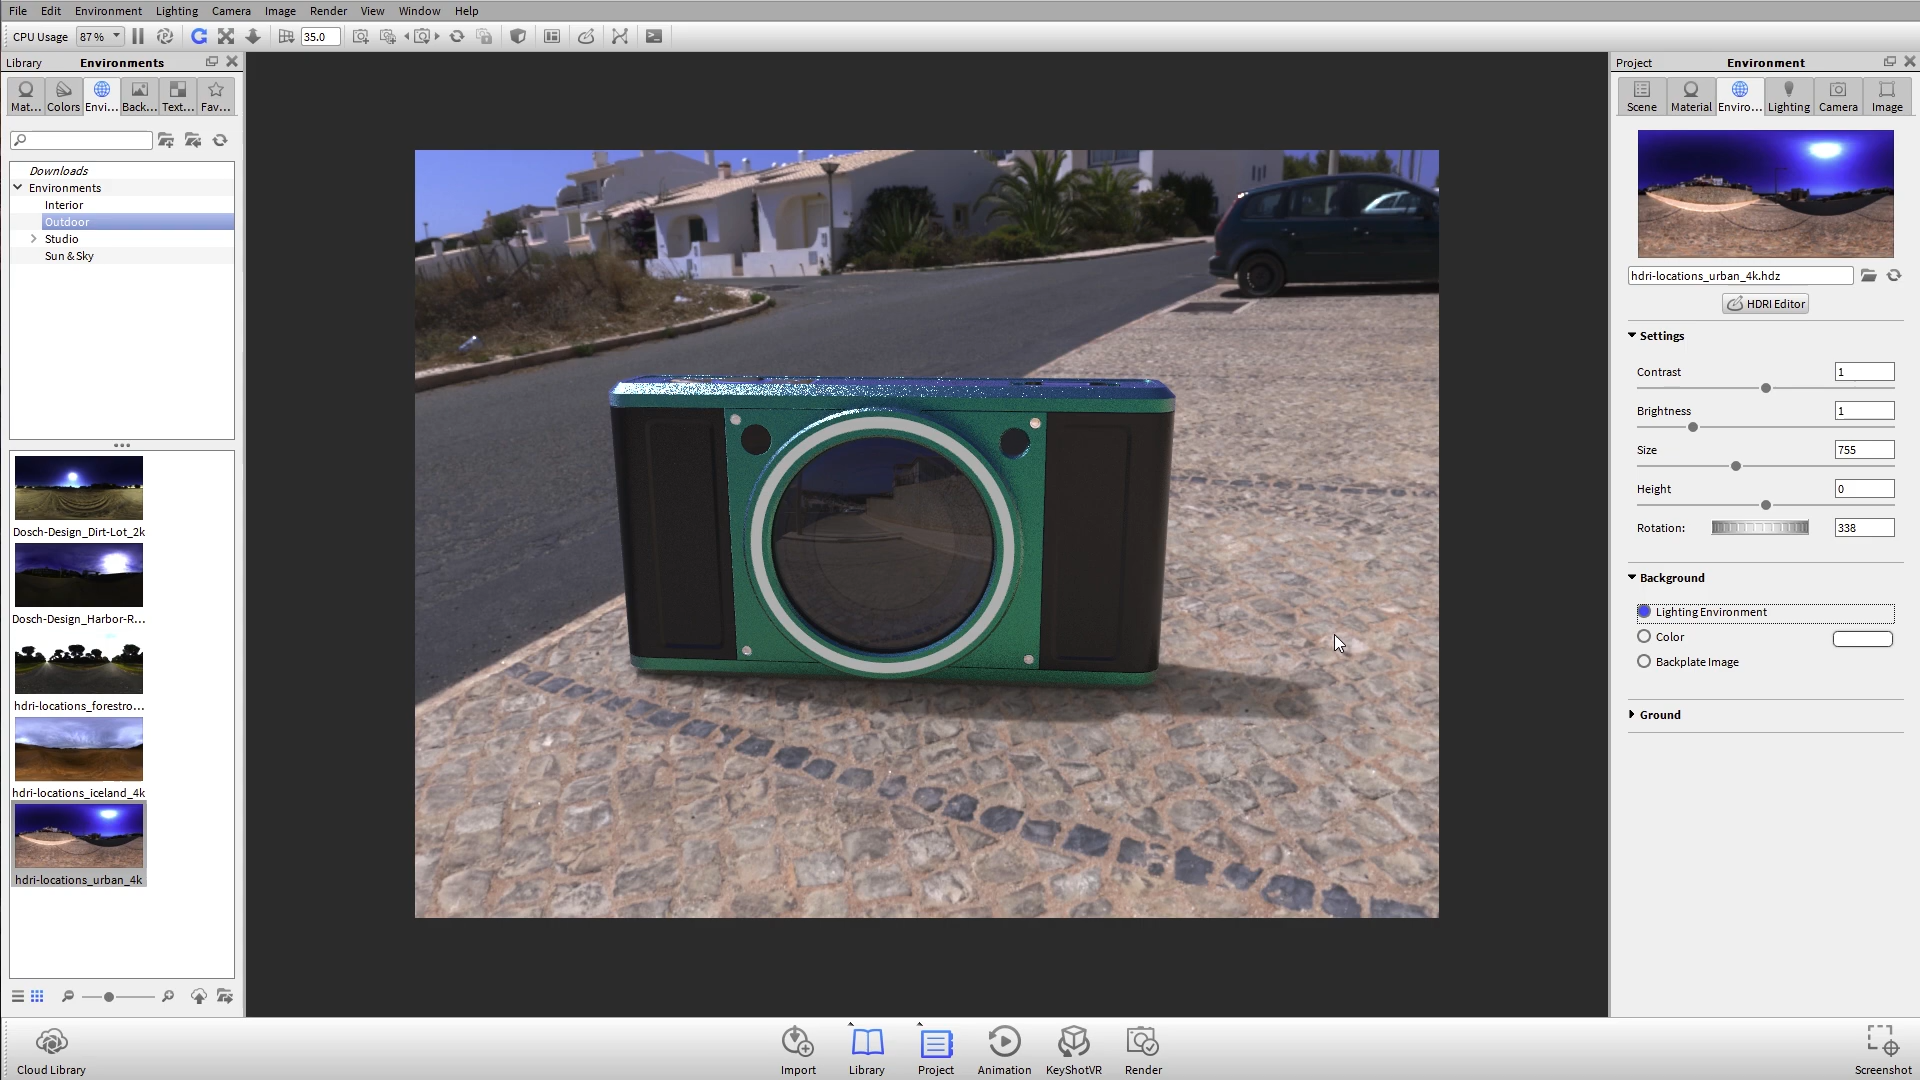 File Edit Environment Lighting Camera Image Render View Window Help
CPU Usage 87 % 35.0
Library Environments
Mat... Colors Envi... Back... Text... Fav...
Downloads
Environments
Interior
Outdoor
Studio
Sun & Sky
Dosch-Design_Dirt-Lot_2k
Dosch-Design_Harbor-R...
hdri-locations_forestro...
hdri-locations_iceland_4k
hdri-locations_urban_4k
Project Environment
Scene Material Enviro... Lighting Camera Image
hdri-locations_urban_4k.hdz
HDRI Editor
Settings
Contrast 1
Brightness 1
Size 755
Height 0
Rotation: 338
Background
Lighting Environment
Color
Backplate Image
Ground
Cloud Library Import Library Project Animation KeyShotVR Render Screenshot